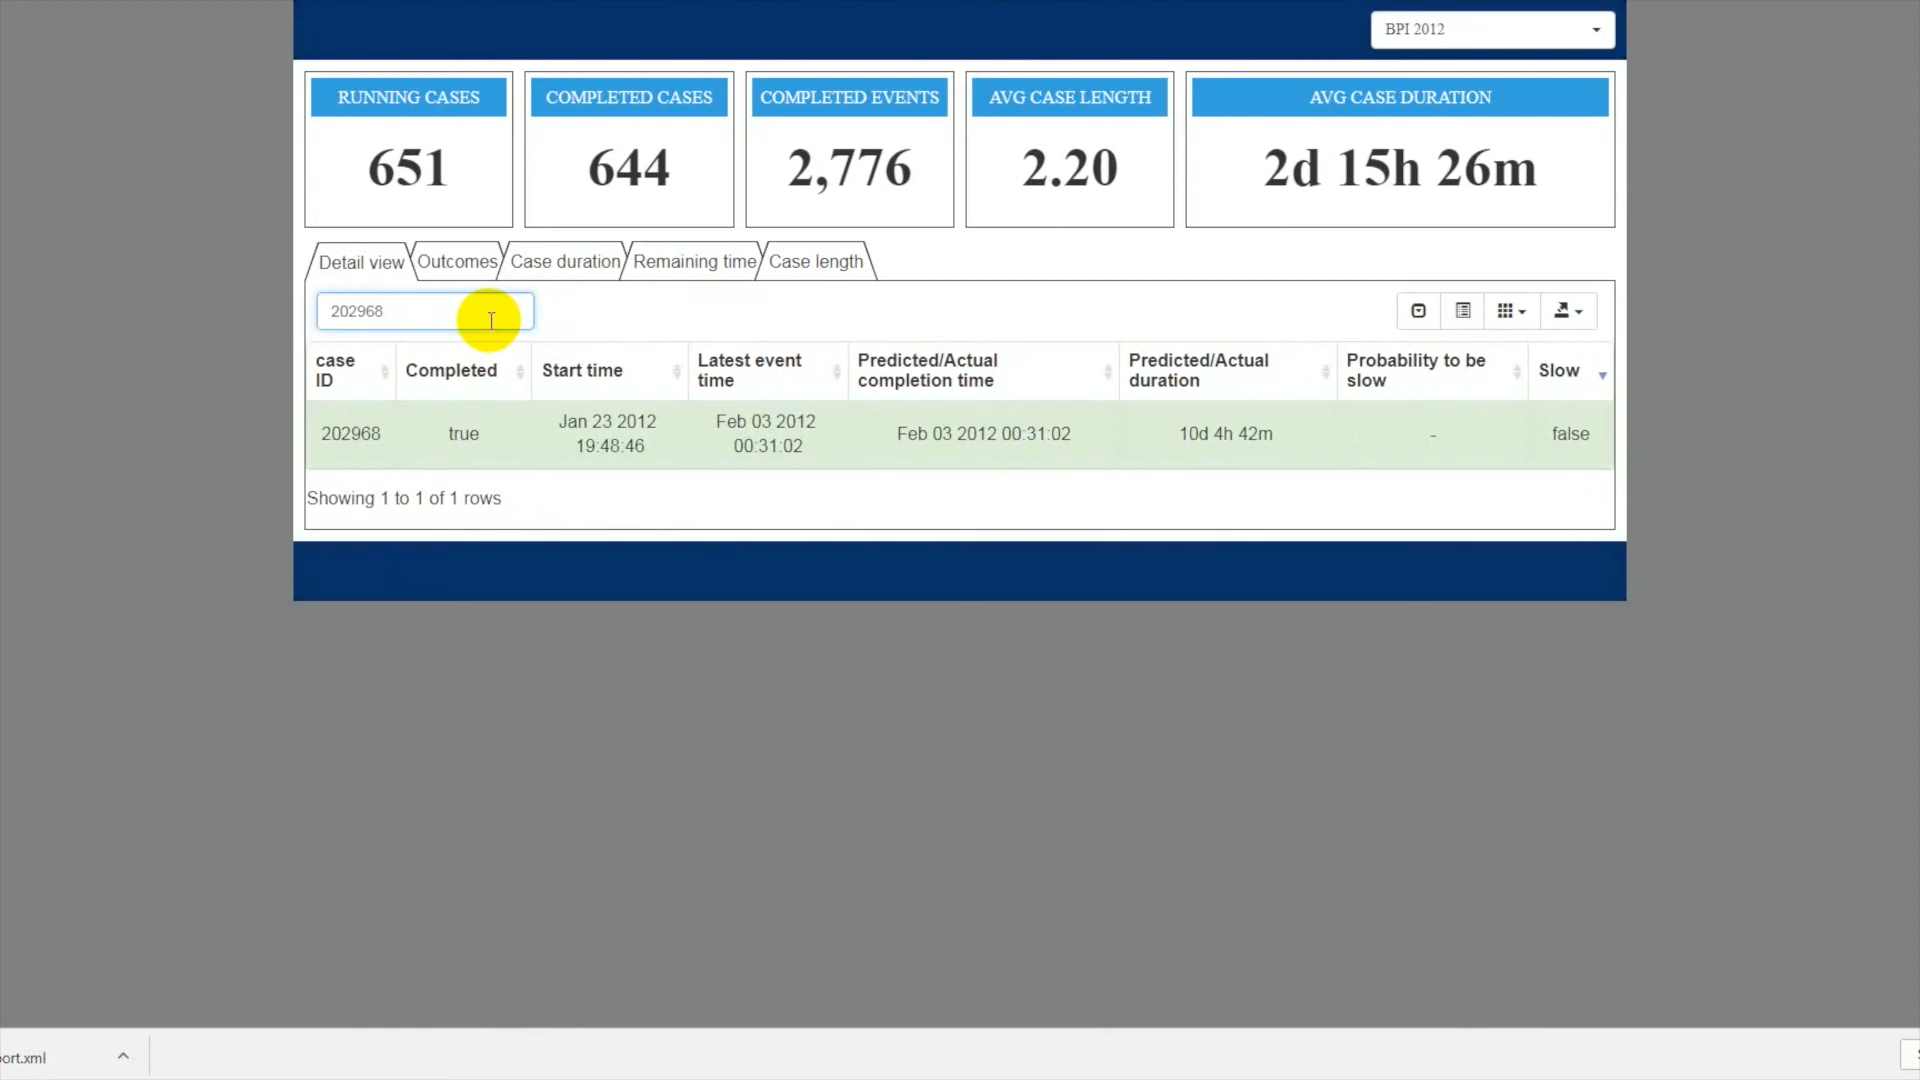 BPI 2012
RUNNING CASES
COMPLETED CASES
COMPLETED EVENTS
AVG CASE LENGTH
AVG CASE DURATION
651
644
2,776
2.20
2d 15h 26m
Detail view
Outcomes
Case duration
Remaining time
Case length
202968
case
ID
Completed
Start time
Latest event
time
Predicted/Actual
completion time
Predicted/Actual
duration
Probability to be
slow
Slow
202968
true
Jan 23 2012
19:48:46
Feb 03 2012
00:31:02
Feb 03 2012 00:31:02
10d 4h 42m
-
false
Showing 1 to 1 of 1 rows
ort.xml